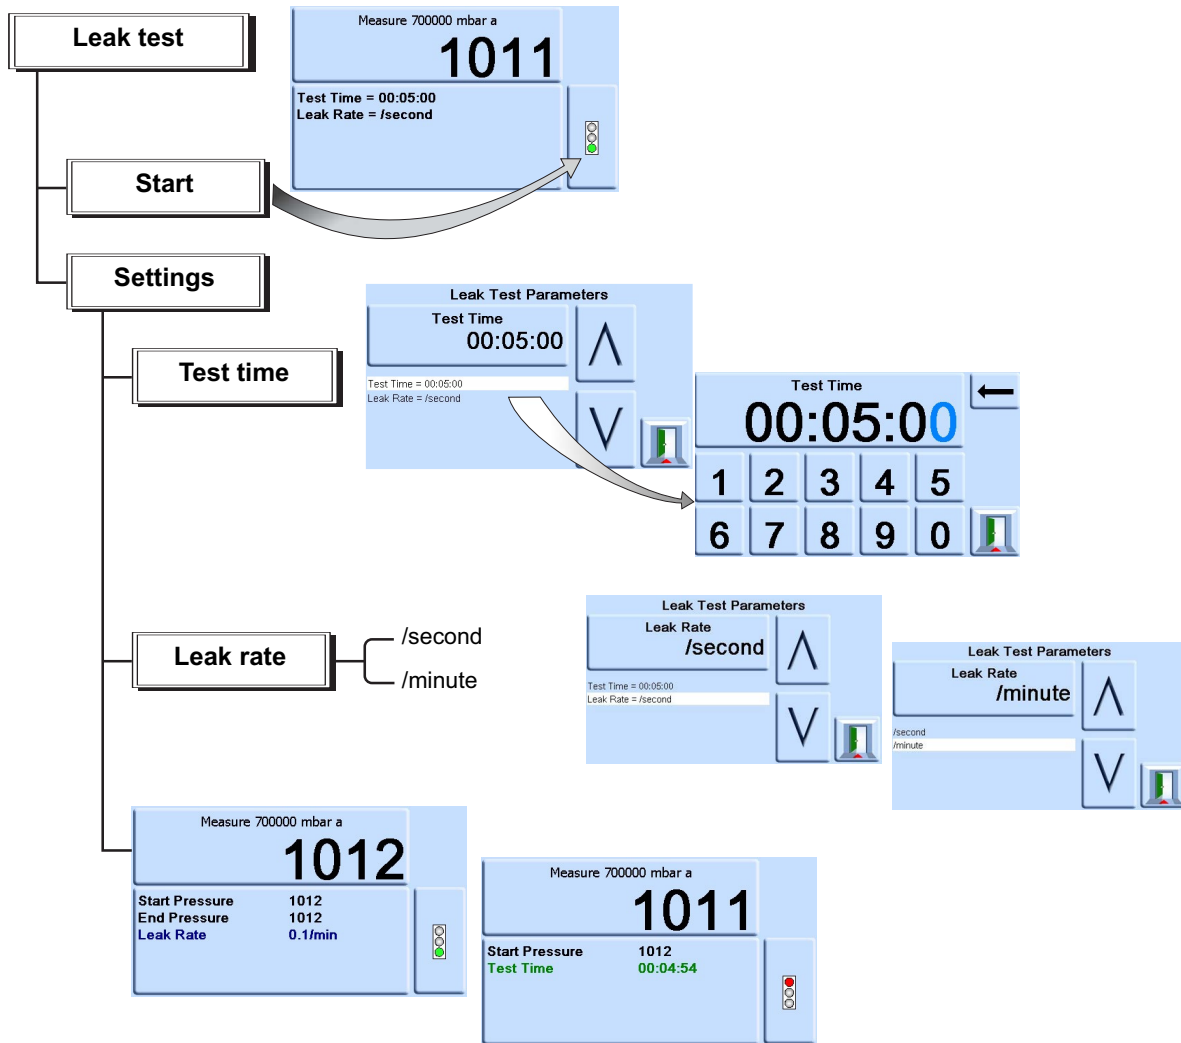 Leak test
Measure 700000 mbar a
1011
Test Time = 00:05:00
Leak Rate = /second
Start
Settings
Leak Test Parameters
Test Time
00:05:00
Test Time = 00:05:00
Leak Rate = /second
Test time
Test Time
00:05:00
1 2 3 4 5
6 7 8 9 0
Leak rate
/second
/minute
Leak Test Parameters
Leak Rate
/second
Test Time = 00:05:00
Leak Rate = /second
Leak Test Parameters
Leak Rate
/minute
/second
/minute
Measure 700000 mbar a
1012
Start Pressure 1012
End Pressure 1012
Leak Rate 0.1/min
Measure 700000 mbar a
1011
Start Pressure 1012
Test Time 00:04:54